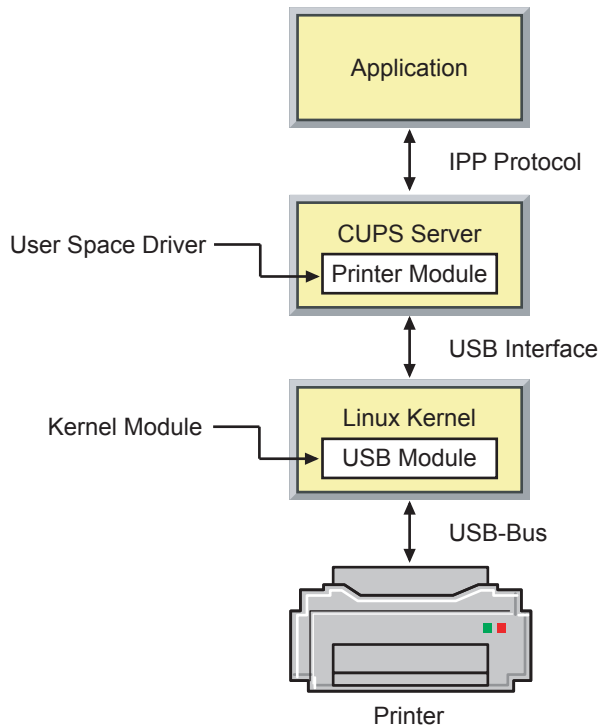 Application
IPP Protocol
CUPS Server
User Space Driver
Printer Module
USB Interface
Linux Kernel
Kernel Module
USB Module
USB-Bus
Printer